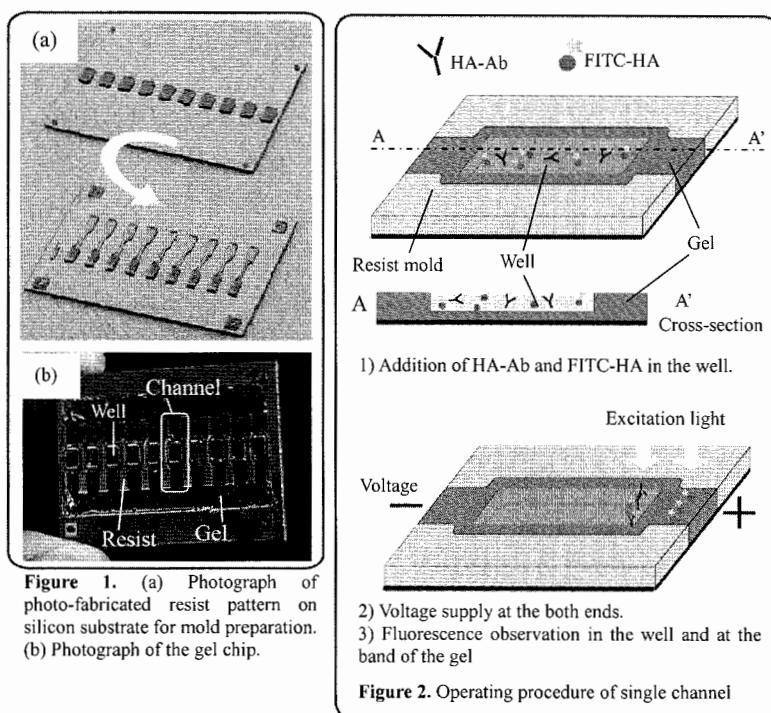 (a)
(b)
Channel
Well
Resist
Gel
Figure 1. (a) Photograph of
photo-fabricated resist pattern on
silicon substrate for mold preparation.
(b) Photograph of the gel chip.
HA-Ab
FITC-HA
A
A'
Resist mold
Well
Gel
A
A'
Cross-section
1) Addition of HA-Ab and FITC-HA in the well.
Excitation light
Voltage
−
+
2) Voltage supply at the both ends.
3) Fluorescence observation in the well and at the
band of the gel
Figure 2. Operating procedure of single channel